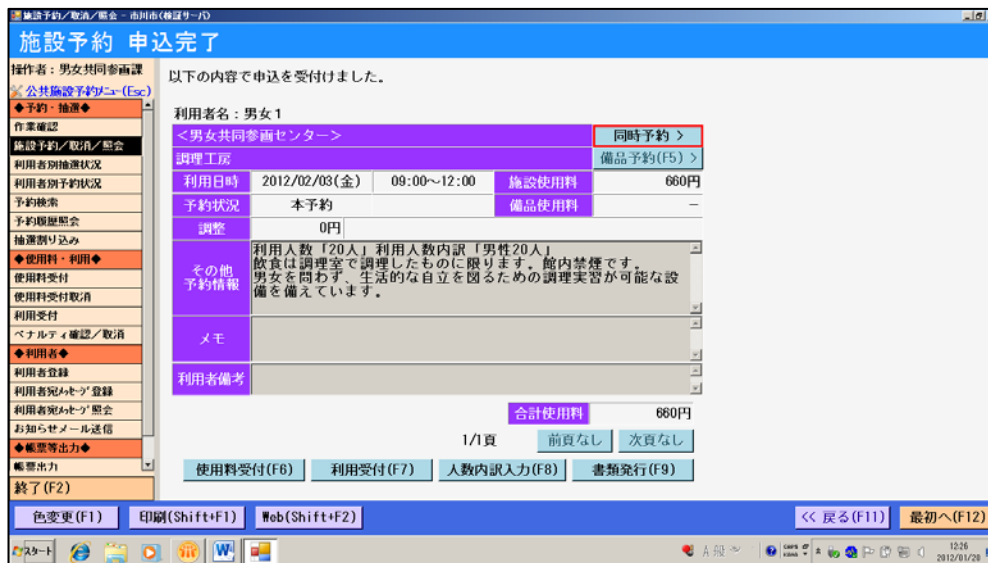 施設予約/取消/照会 - 市川市(検証サーバ)
施設予約 申込完了
操作者：男女共同参画課
公共施設予約ﾒﾆｭｰ(Esc)
◆予約・抽選◆
作業確認
施設予約/取消/照会
利用者別抽選状況
利用者別予約状況
予約検索
予約履歴照会
抽選割り込み
◆使用料・利用◆
使用料受付
使用料受付取消
利用受付
ペナルティ確認/取消
◆利用者◆
利用者登録
利用者宛ﾒｯｾｰｼﾞ登録
利用者宛ﾒｯｾｰｼﾞ照会
お知らせメール送信
◆帳票等出力◆
帳票出力
終了(F2)
以下の内容で申込を受付けました。
利用者名：男女1
<男女共同参画センター> 同時予約 >
調理工房 備品予約(F5) >
利用日時 2012/02/03(金) 09:00～12:00 施設使用料 660円
予約状況 本予約 備品使用料 －
調整 0円
その他
予約情報
利用人数「20人」利用人数内訳「男性20人」
飲食は調理室で調理したものに限ります。館内禁煙です。
男女を問わず、生活的な自立を図るための調理実習が可能な設
備を備えています。
メモ
利用者備考
合計使用料 660円
1/1頁 前頁なし 次頁なし
使用料受付(F6) 利用受付(F7) 人数内訳入力(F8) 書類発行(F9)
色変更(F1) 印刷(Shift+F1) Web(Shift+F2) << 戻る(F11) 最初へ(F12)
スタート A 般 CAPS KANA 12:26
2012/01/20